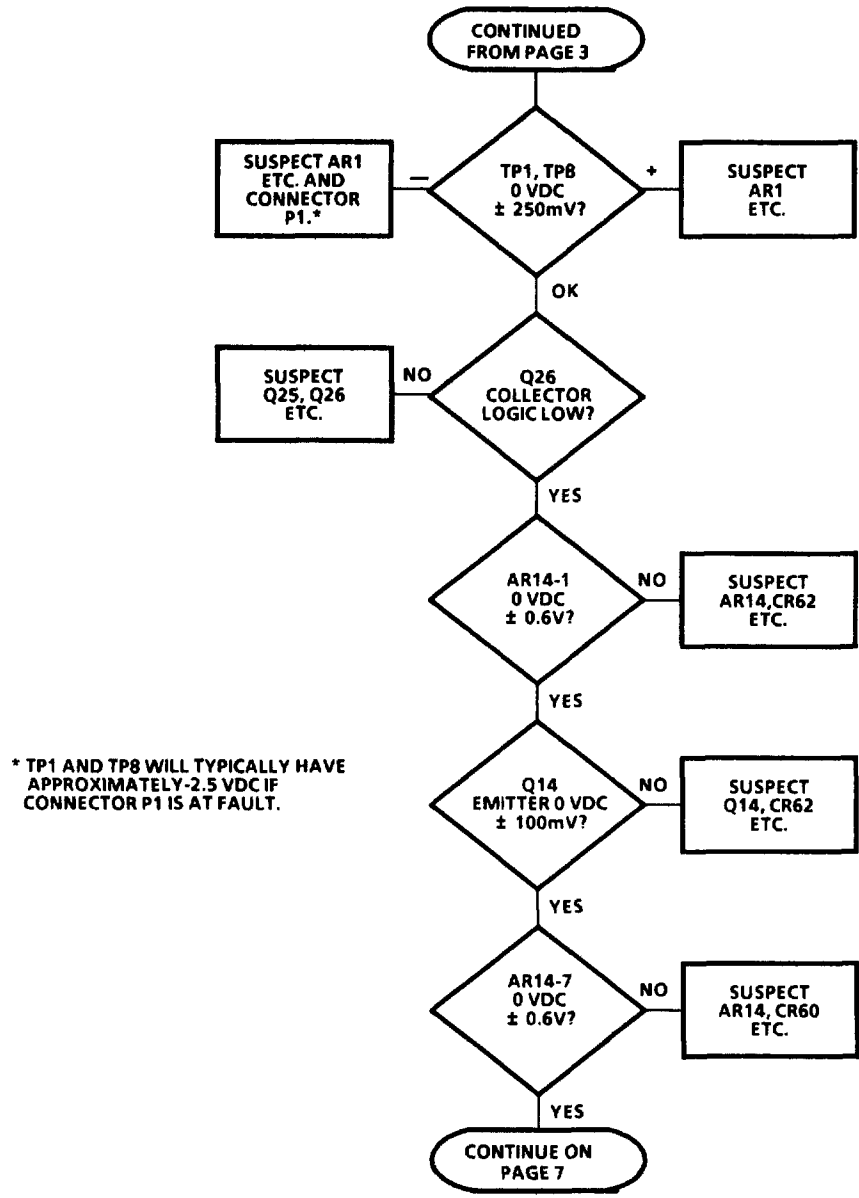 CONTINUED
FROM PAGE 3
SUSPECT AR1
ETC. AND
CONNECTOR
P1.*
—
TP1, TP8
0 VDC
± 250mV?
+
SUSPECT
AR1
ETC.
OK
SUSPECT
Q25, Q26
ETC.
NO
Q26
COLLECTOR
LOGIC LOW?
YES
AR14-1
0 VDC
± 0.6V?
NO
SUSPECT
AR14,CR62
ETC.
YES
* TP1 AND TP8 WILL TYPICALLY HAVE
APPROXIMATELY-2.5 VDC IF
CONNECTOR P1 IS AT FAULT.
Q14
EMITTER 0 VDC
± 100mV?
NO
SUSPECT
Q14, CR62
ETC.
YES
AR14-7
0 VDC
± 0.6V?
NO
SUSPECT
AR14, CR60
ETC.
YES
CONTINUE ON
PAGE 7